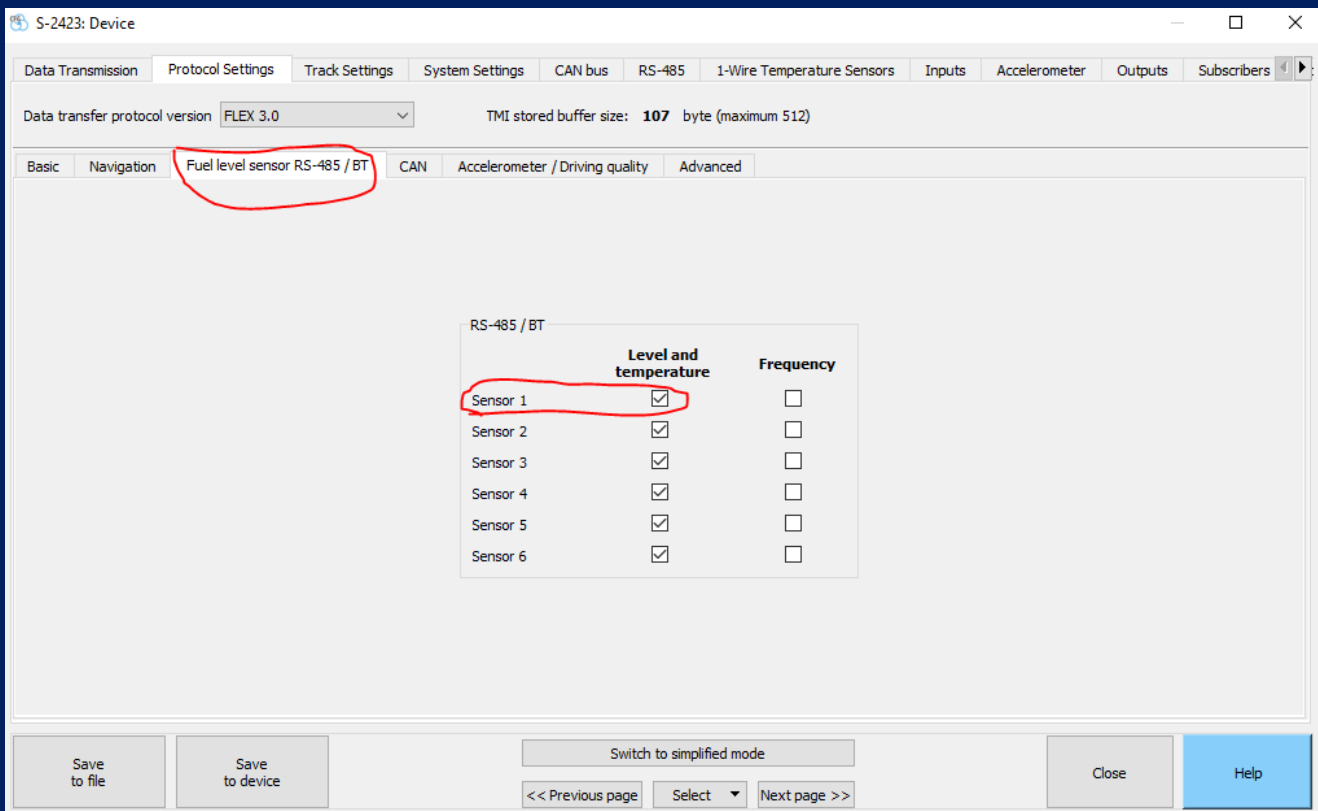 S-2423: Device
Data Transmission Protocol Settings Track Settings System Settings CAN bus RS-485 1-Wire Temperature Sensors Inputs Accelerometer Outputs Subscribers
Data transfer protocol version FLEX 3.0 TMI stored buffer size: 107 byte (maximum 512)
Basic Navigation Fuel level sensor RS-485 / BT CAN Accelerometer / Driving quality Advanced
RS-485 / BT
Level and
temperature Frequency
Sensor 1
Sensor 2
Sensor 3
Sensor 4
Sensor 5
Sensor 6
Save
to file
Save
to device
Switch to simplified mode
<< Previous page Select Next page >>
Close
Help